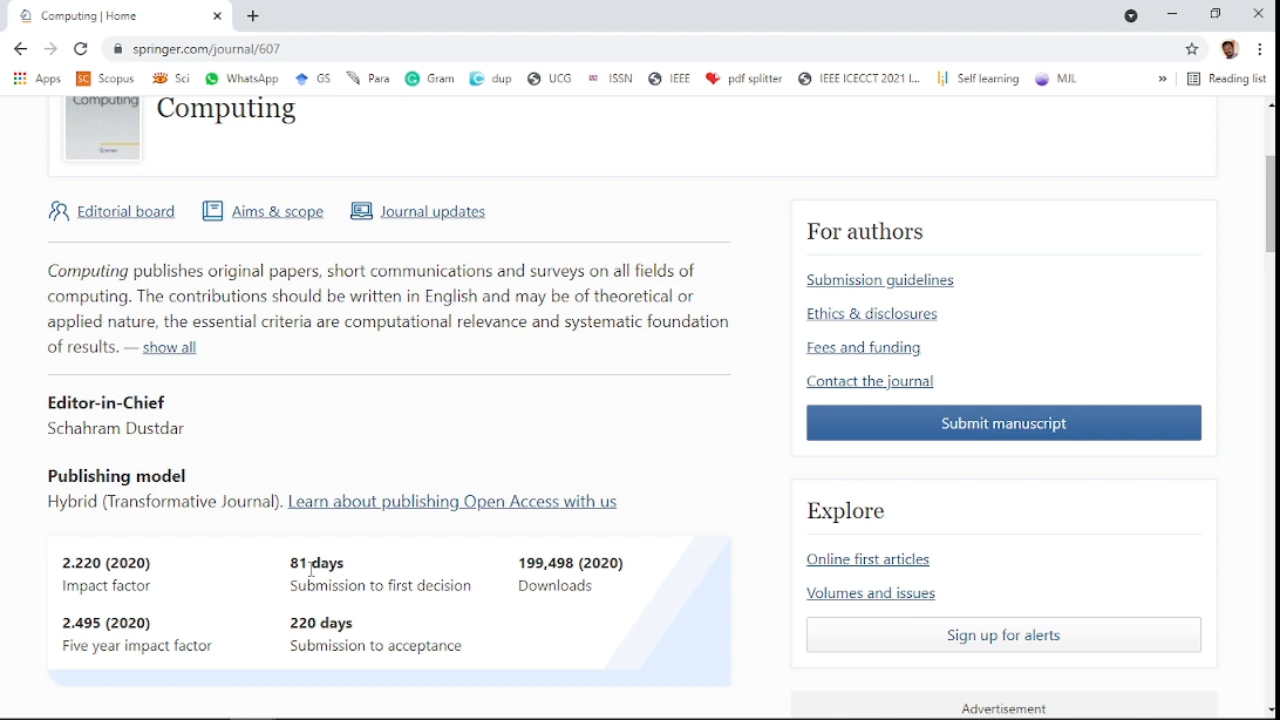 Computing | Home
springer.com/journal/607
Apps
SC
Scopus
Sci
WhatsApp
GS
Para
Gram
dup
UCG
ISSN
IEEE
pdf splitter
IEEE ICECCT 2021 I...
Self learning
MJL
»
Reading list
Computing
Springer
Computing
Editorial board
Aims & scope
Journal updates
Computing publishes original papers, short communications and surveys on all fields of
computing. The contributions should be written in English and may be of theoretical or
applied nature, the essential criteria are computational relevance and systematic foundation
of results. — show all
Editor-in-Chief
Schahram Dustdar
Publishing model
Hybrid (Transformative Journal). Learn about publishing Open Access with us
2.220 (2020)
Impact factor
81 days
Submission to first decision
199,498 (2020)
Downloads
2.495 (2020)
Five year impact factor
220 days
Submission to acceptance
For authors
Submission guidelines
Ethics & disclosures
Fees and funding
Contact the journal
Submit manuscript
Explore
Online first articles
Volumes and issues
Sign up for alerts
Advertisement